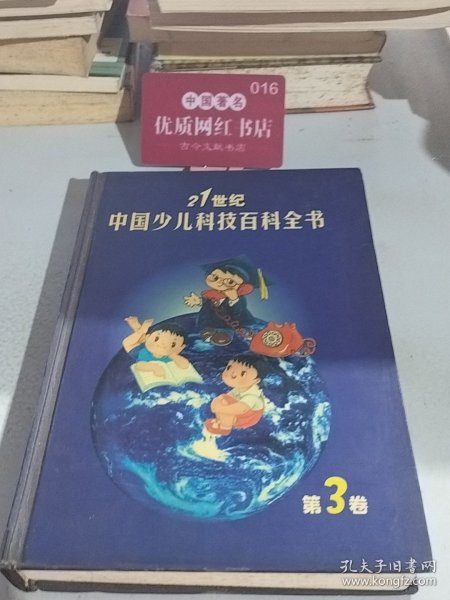 016
中国著名
优质网红书店
古今文献书店
21世纪
中国少儿科技百科全书
第3卷
孔夫子旧书网
www.kongfz.com